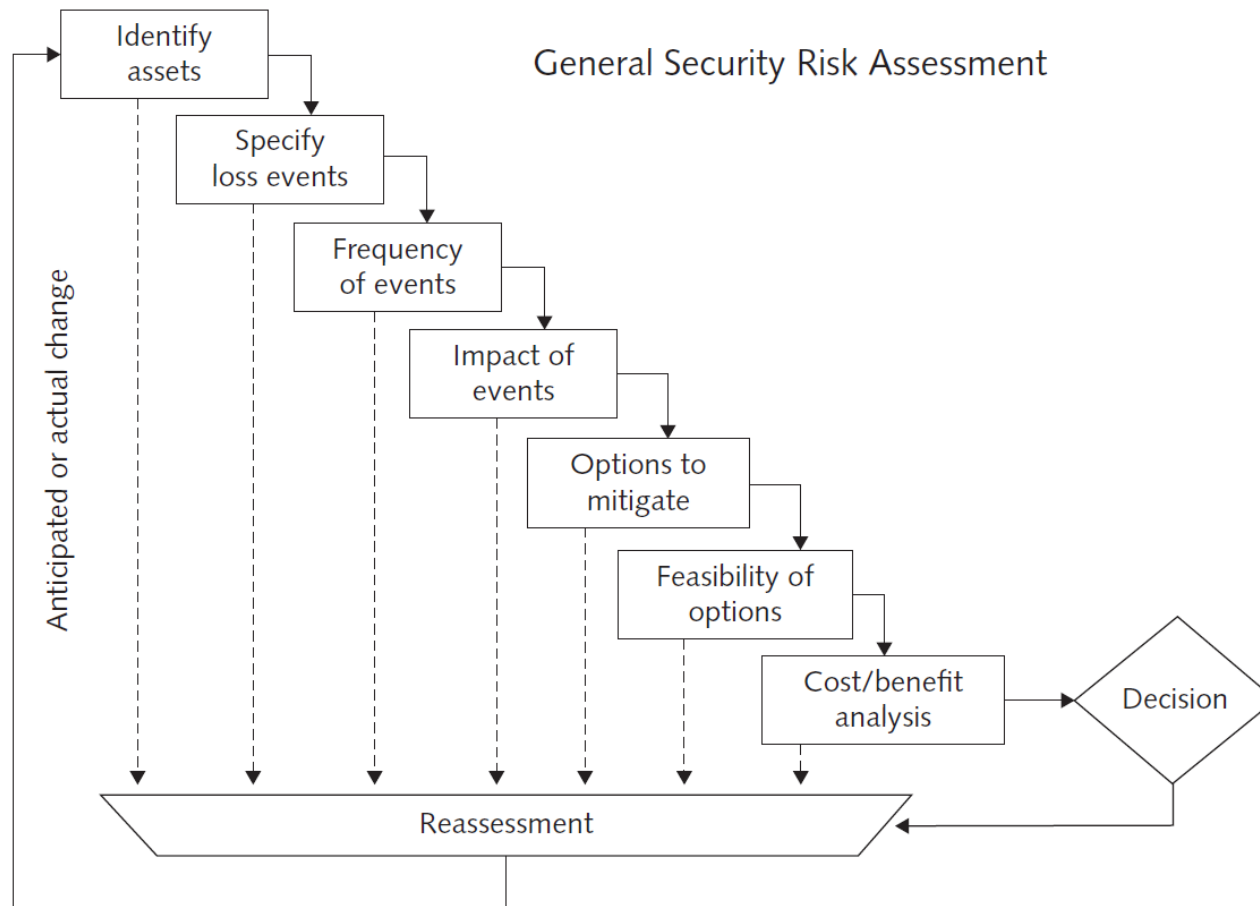 Identify
assets
General Security Risk Assessment
Specify
loss events
Frequency
of events
Anticipated or actual change
Impact of
events
Options to
mitigate
Feasibility of
options
Cost/benefit
analysis
Decision
Reassessment